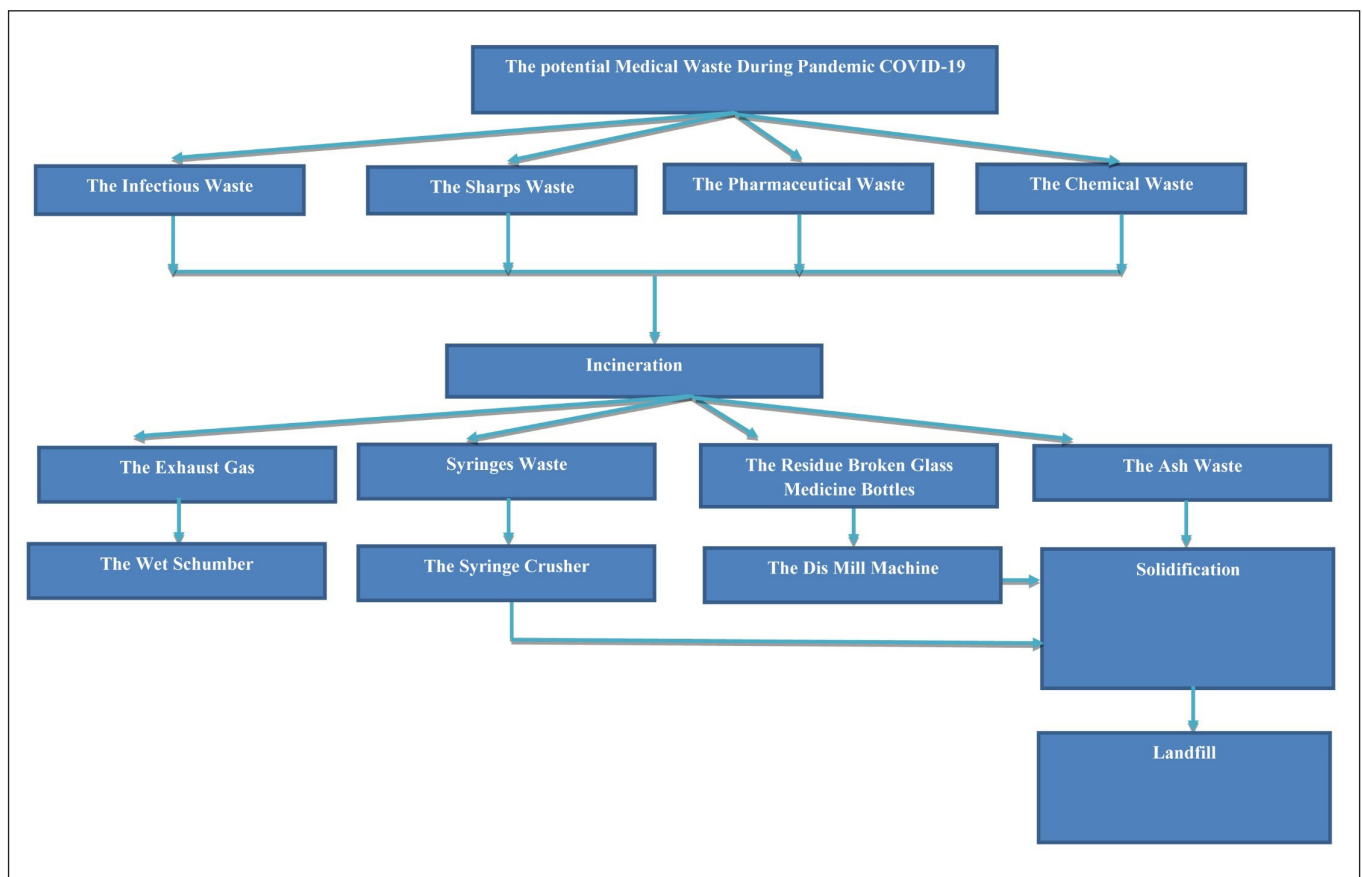 The potential Medical Waste During Pandemic COVID-19
The Infectious Waste
The Sharps Waste
The Pharmaceutical Waste
The Chemical Waste
Incineration
The Exhaust Gas
Syringes Waste
The Residue Broken Glass
Medicine Bottles
The Ash Waste
The Wet Schumber
The Syringe Crusher
The Dis Mill Machine
Solidification
Landfill